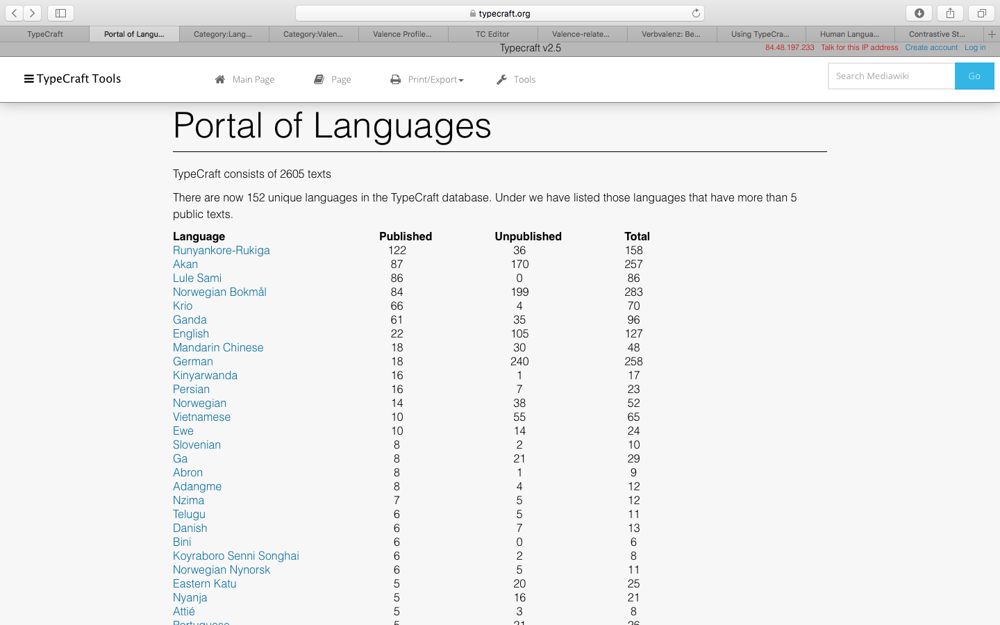 typecraft.org
TypeCraft
Portal of Langu...
Category:Lang...
Category:Valen...
Valence Profile...
TC Editor
Valence-relate...
Verbvalenz: Be...
Using TypeCra...
Human Langua...
Contrastive St...
Typecraft v2.5
84.48.197.233 Talk for this IP address Create account Log in
TypeCraft Tools
Main Page
Page
Print/Export
Tools
Search Mediawiki
Go
Portal of Languages
TypeCraft consists of 2605 texts
There are now 152 unique languages in the TypeCraft database. Under we have listed those languages that have more than 5
public texts.
Language Published Unpublished Total
Runyankore-Rukiga 122 36 158
Akan 87 170 257
Lule Sami 86 0 86
Norwegian Bokmål 84 199 283
Krio 66 4 70
Ganda 61 35 96
English 22 105 127
Mandarin Chinese 18 30 48
German 18 240 258
Kinyarwanda 16 1 17
Persian 16 7 23
Norwegian 14 38 52
Vietnamese 10 55 65
Ewe 10 14 24
Slovenian 8 2 10
Ga 8 21 29
Abron 8 1 9
Adangme 8 4 12
Nzima 7 5 12
Telugu 6 5 11
Danish 6 7 13
Bini 6 0 6
Koyraboro Senni Songhai 6 2 8
Norwegian Nynorsk 6 5 11
Eastern Katu 5 20 25
Nyanja 5 16 21
Attié 5 3 8
Portuguese 5 21 26